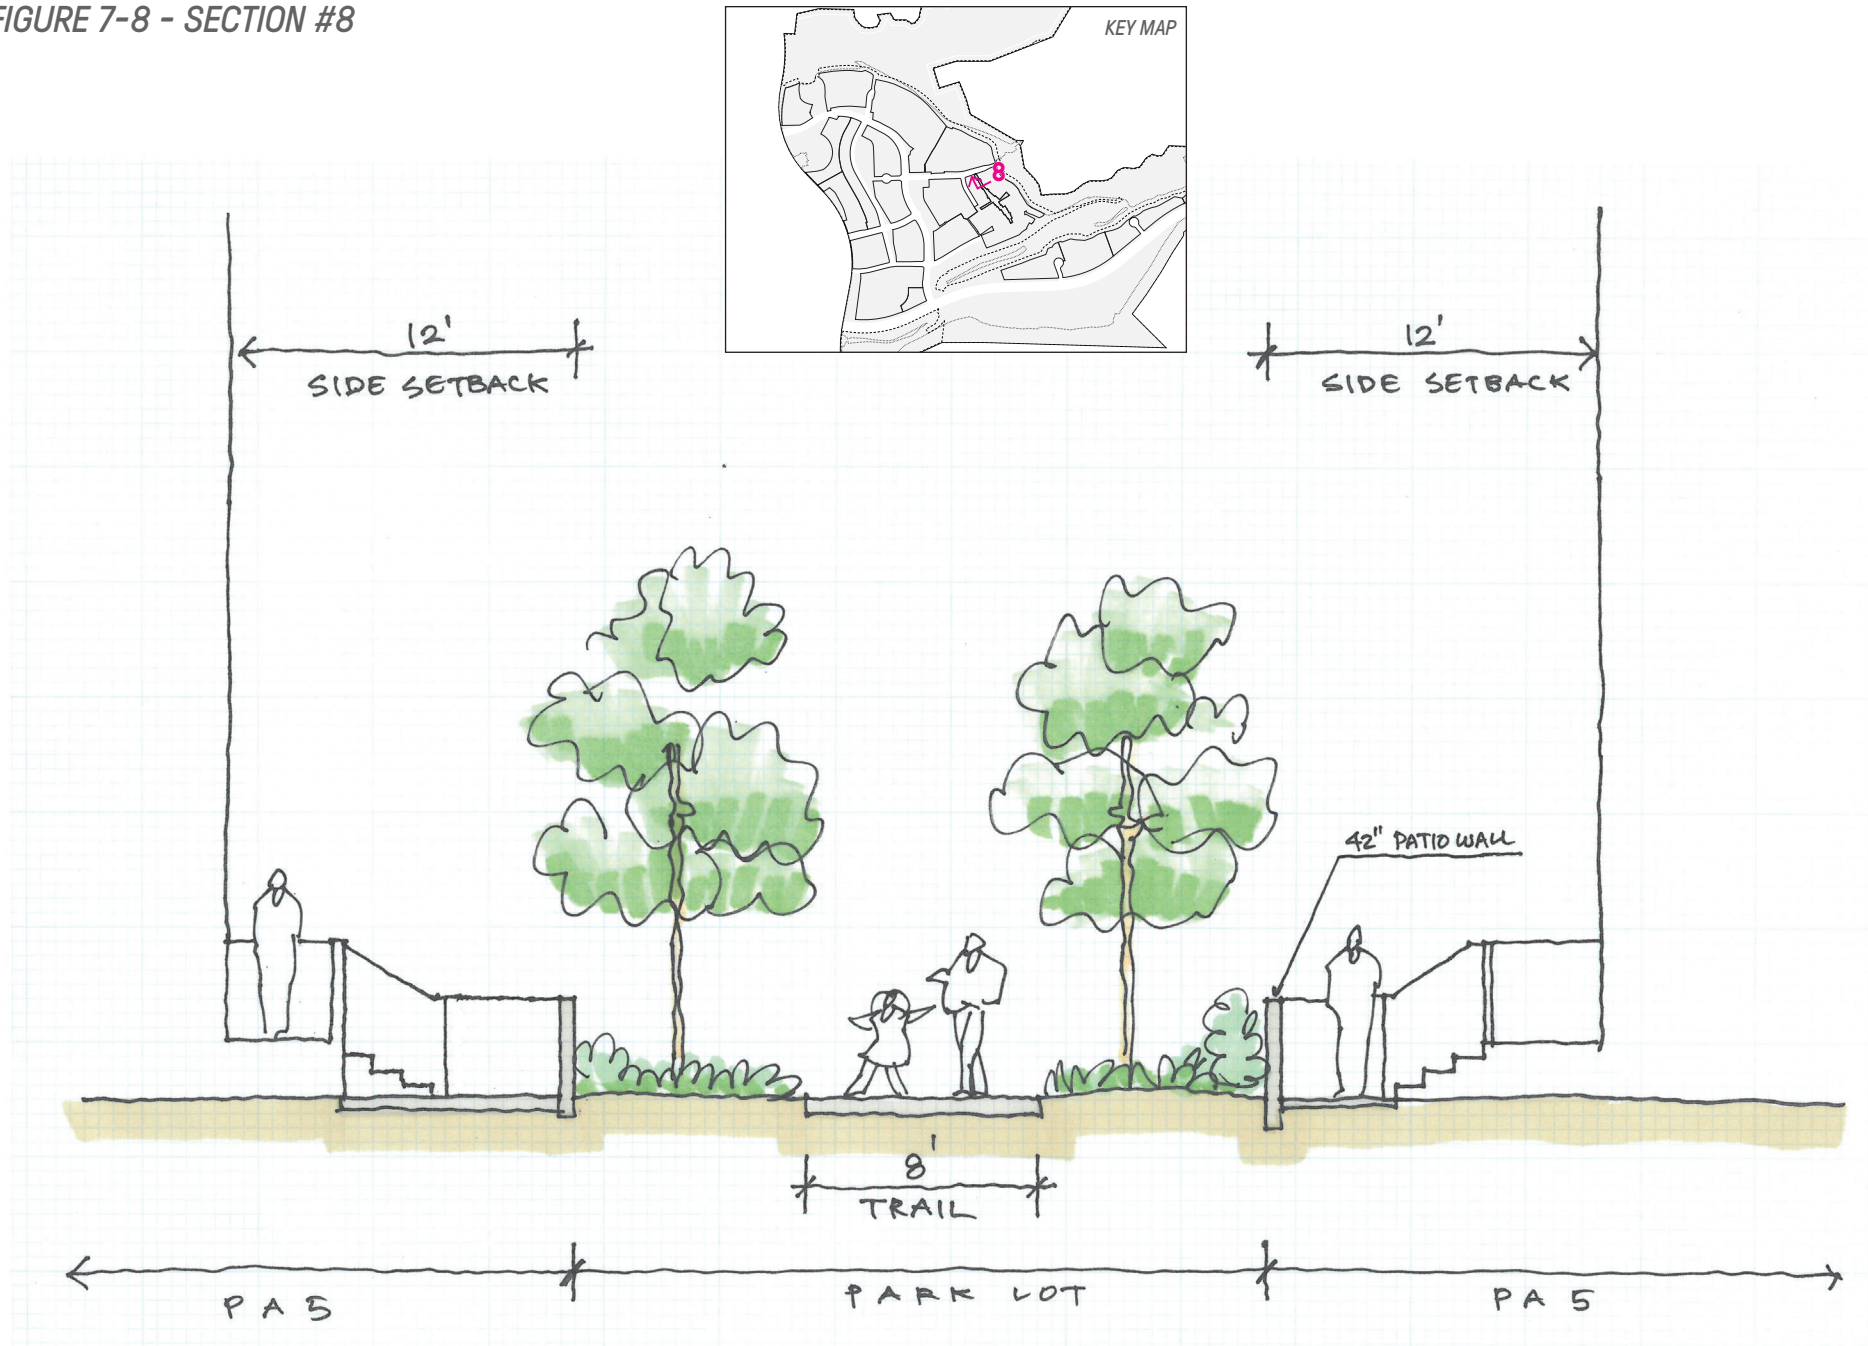 FIGURE 7-8 - SECTION #8
KEY MAP
8
12'
SIDE SETBACK
12'
SIDE SETBACK
42" PATIO WALL
8'
TRAIL
PA 5
PARK LOT
PA 5